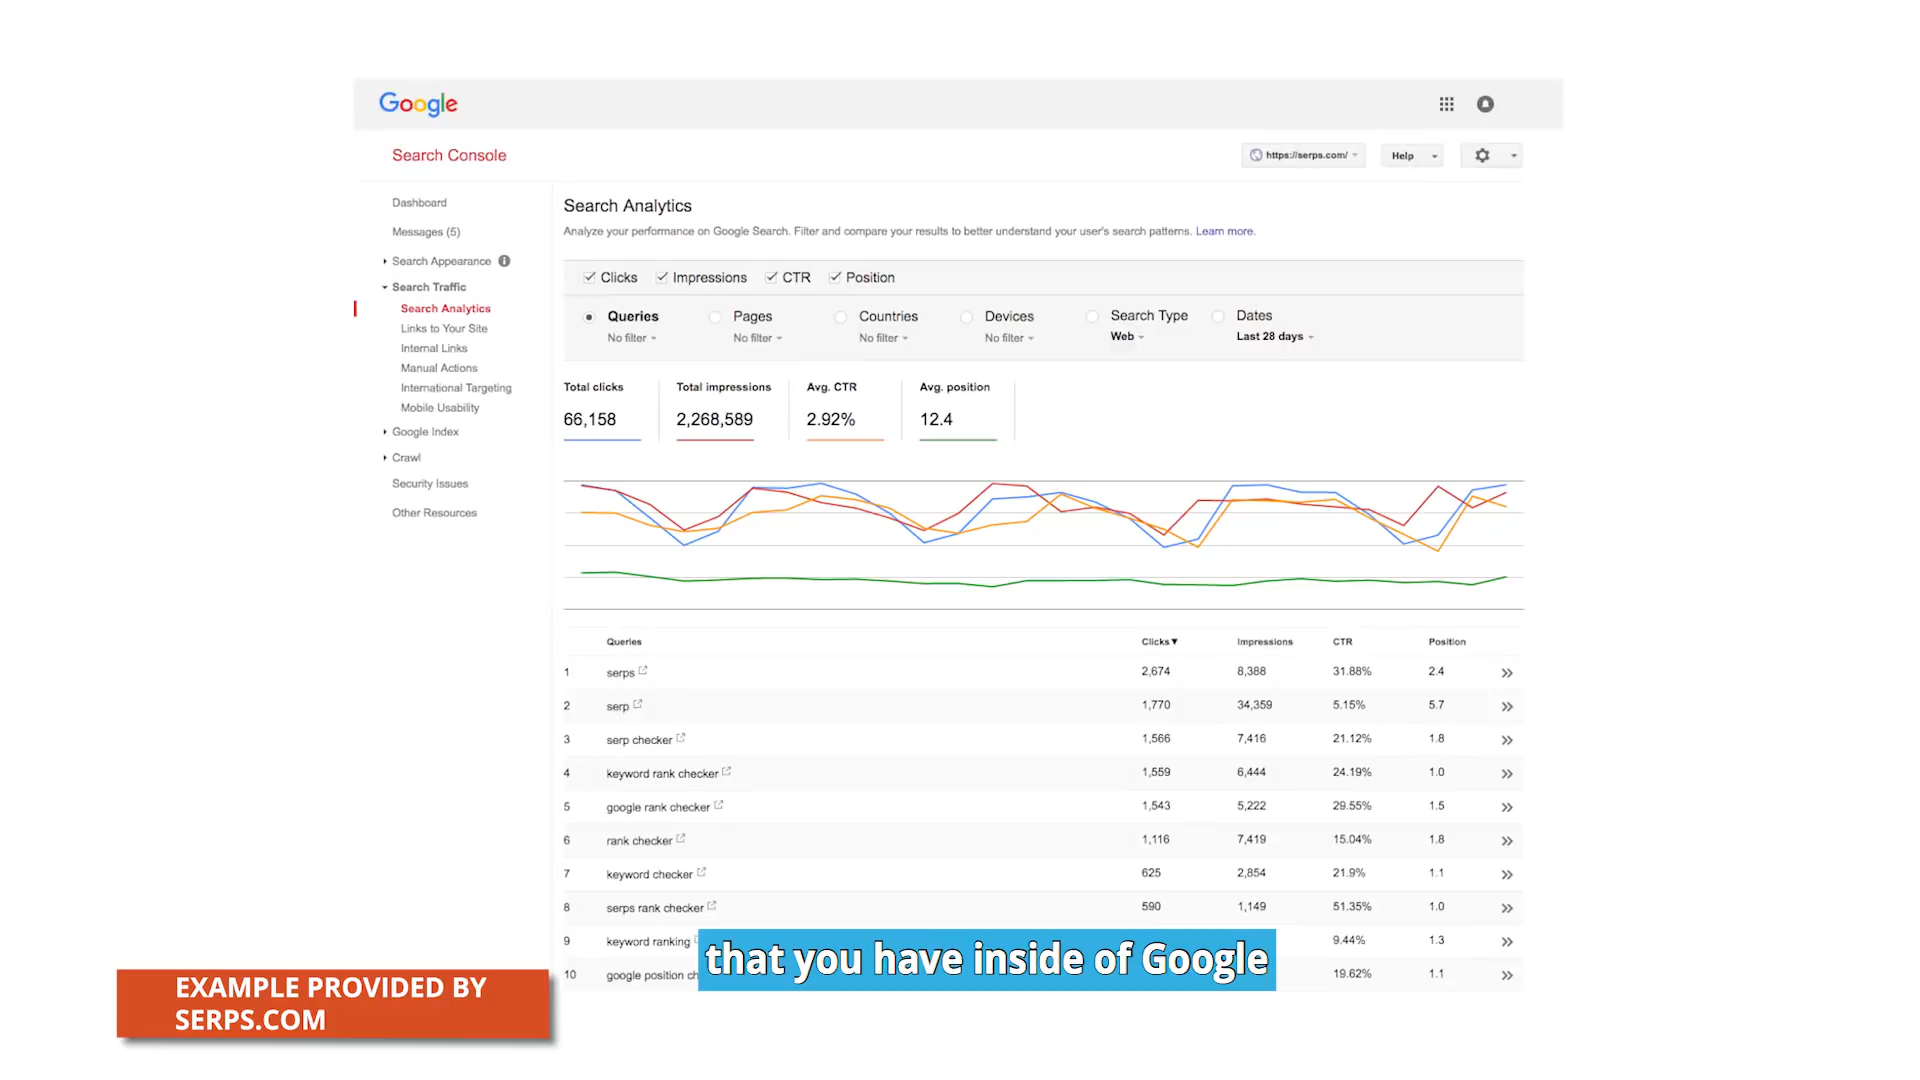 Google
Search Console
https://serps.com/
Help
Dashboard
Messages (5)
Search Appearance
Search Traffic
Search Analytics
Links to Your Site
Internal Links
Manual Actions
International Targeting
Mobile Usability
Google Index
Crawl
Security Issues
Other Resources
Search Analytics
Analyze your performance on Google Search. Filter and compare your results to better understand your user's search patterns. Learn more.
Clicks Impressions CTR Position
Queries Pages Countries Devices Search Type Dates
No filter No filter No filter No filter Web Last 28 days
Total clicks Total impressions Avg. CTR Avg. position
66,158 2,268,589 2.92% 12.4
Queries Clicks▼ Impressions CTR Position
1 serps 2,674 8,388 31.88% 2.4 »
2 serp 1,770 34,359 5.15% 5.7 »
3 serp checker 1,566 7,416 21.12% 1.8 »
4 keyword rank checker 1,559 6,444 24.19% 1.0 »
5 google rank checker 1,543 5,222 29.55% 1.5 »
6 rank checker 1,116 7,419 15.04% 1.8 »
7 keyword checker 625 2,854 21.9% 1.1 »
8 serps rank checker 590 1,149 51.35% 1.0 »
9 keyword ranking 9.44% 1.3 »
10 google position 19.62% 1.1 »
that you have inside of Google
EXAMPLE PROVIDED BY
SERPS.COM